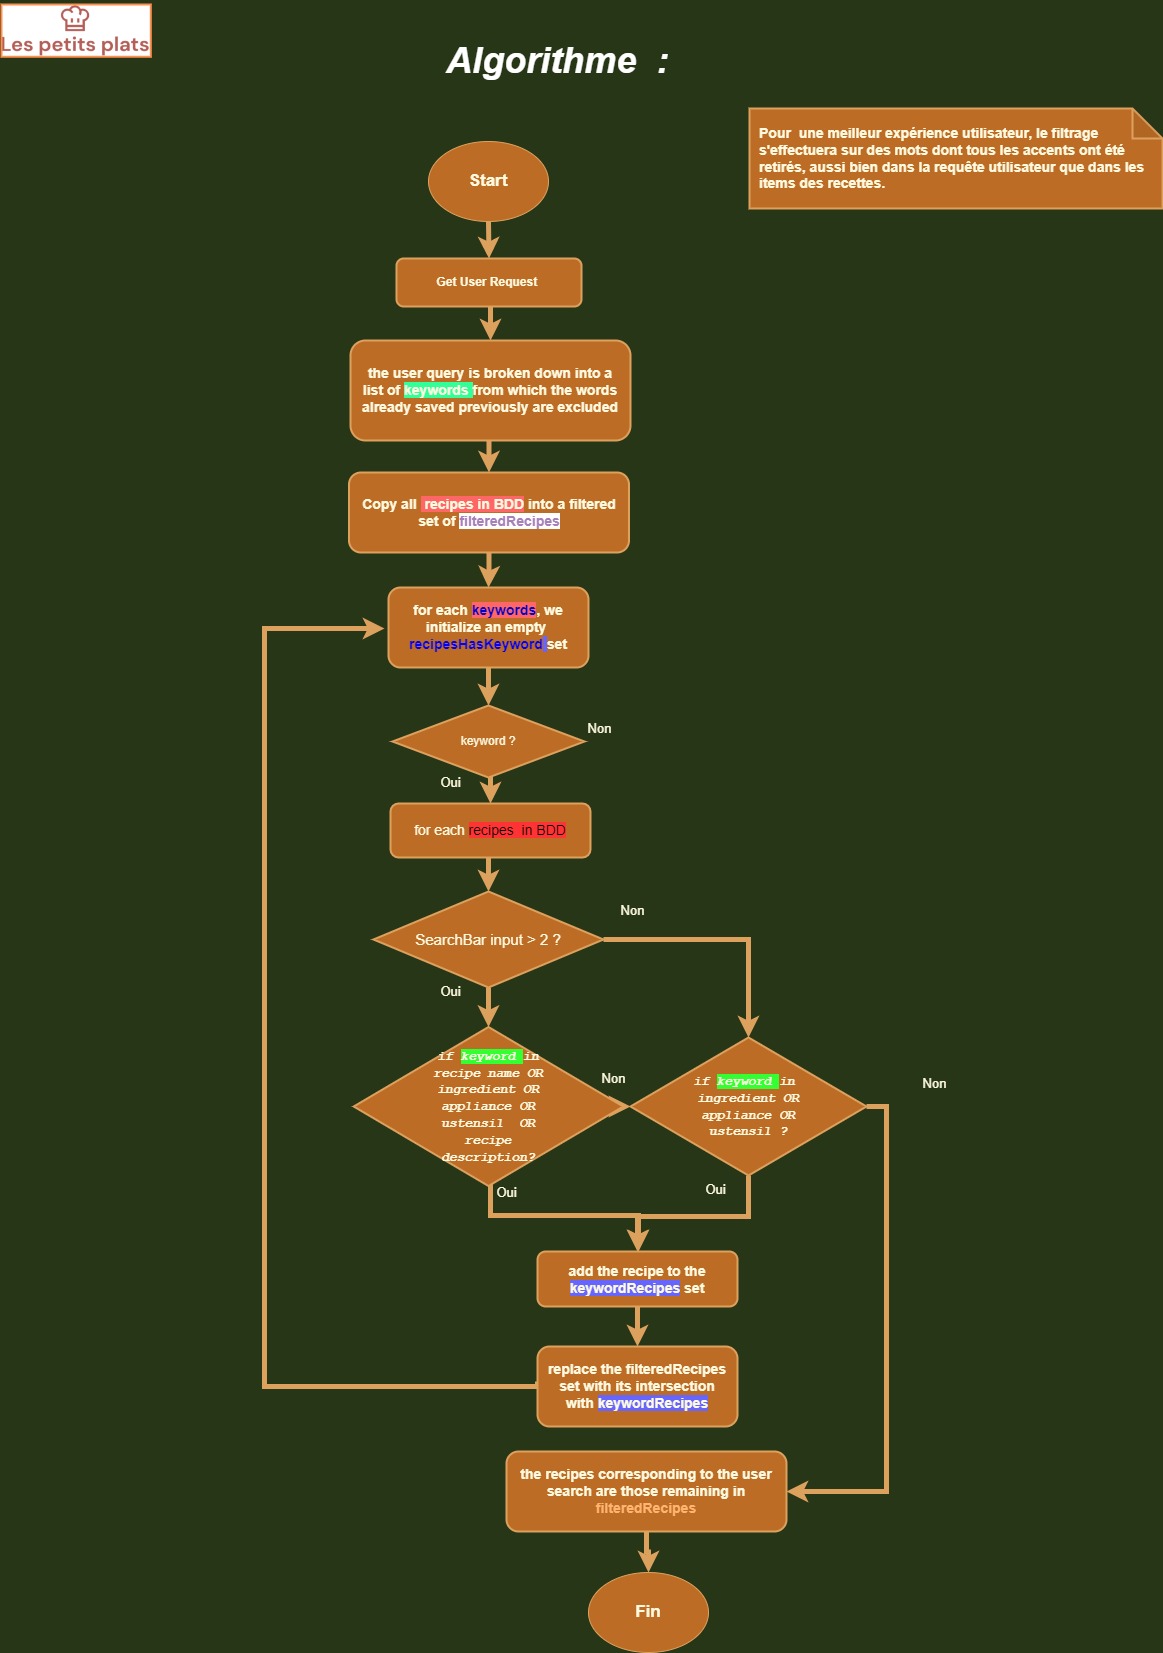 Les petits plats
Algorithme :
Pour une meilleur expérience utilisateur, le filtrage
s'effectuera sur des mots dont tous les accents ont été
retirés, aussi bien dans la requête utilisateur que dans les
items des recettes.
Start
Get User Request
the user query is broken down into a
list of keywords from which the words
already saved previously are excluded
Copy all recipes in BDD into a filtered
set of filteredRecipes
for each keywords, we
initialize an empty
recipesHasKeyword set
keyword ?
Non
Oui
for each recipes in BDD
SearchBar input > 2 ?
Non
Oui
if keyword in
recipe name OR
ingredient OR
appliance OR
ustensil OR
recipe
description?
Non
if keyword in
ingredient OR
appliance OR
ustensil ?
Non
Oui
Oui
add the recipe to the
keywordRecipes set
replace the filteredRecipes
set with its intersection
with keywordRecipes
the recipes corresponding to the user
search are those remaining in
filteredRecipes
Fin